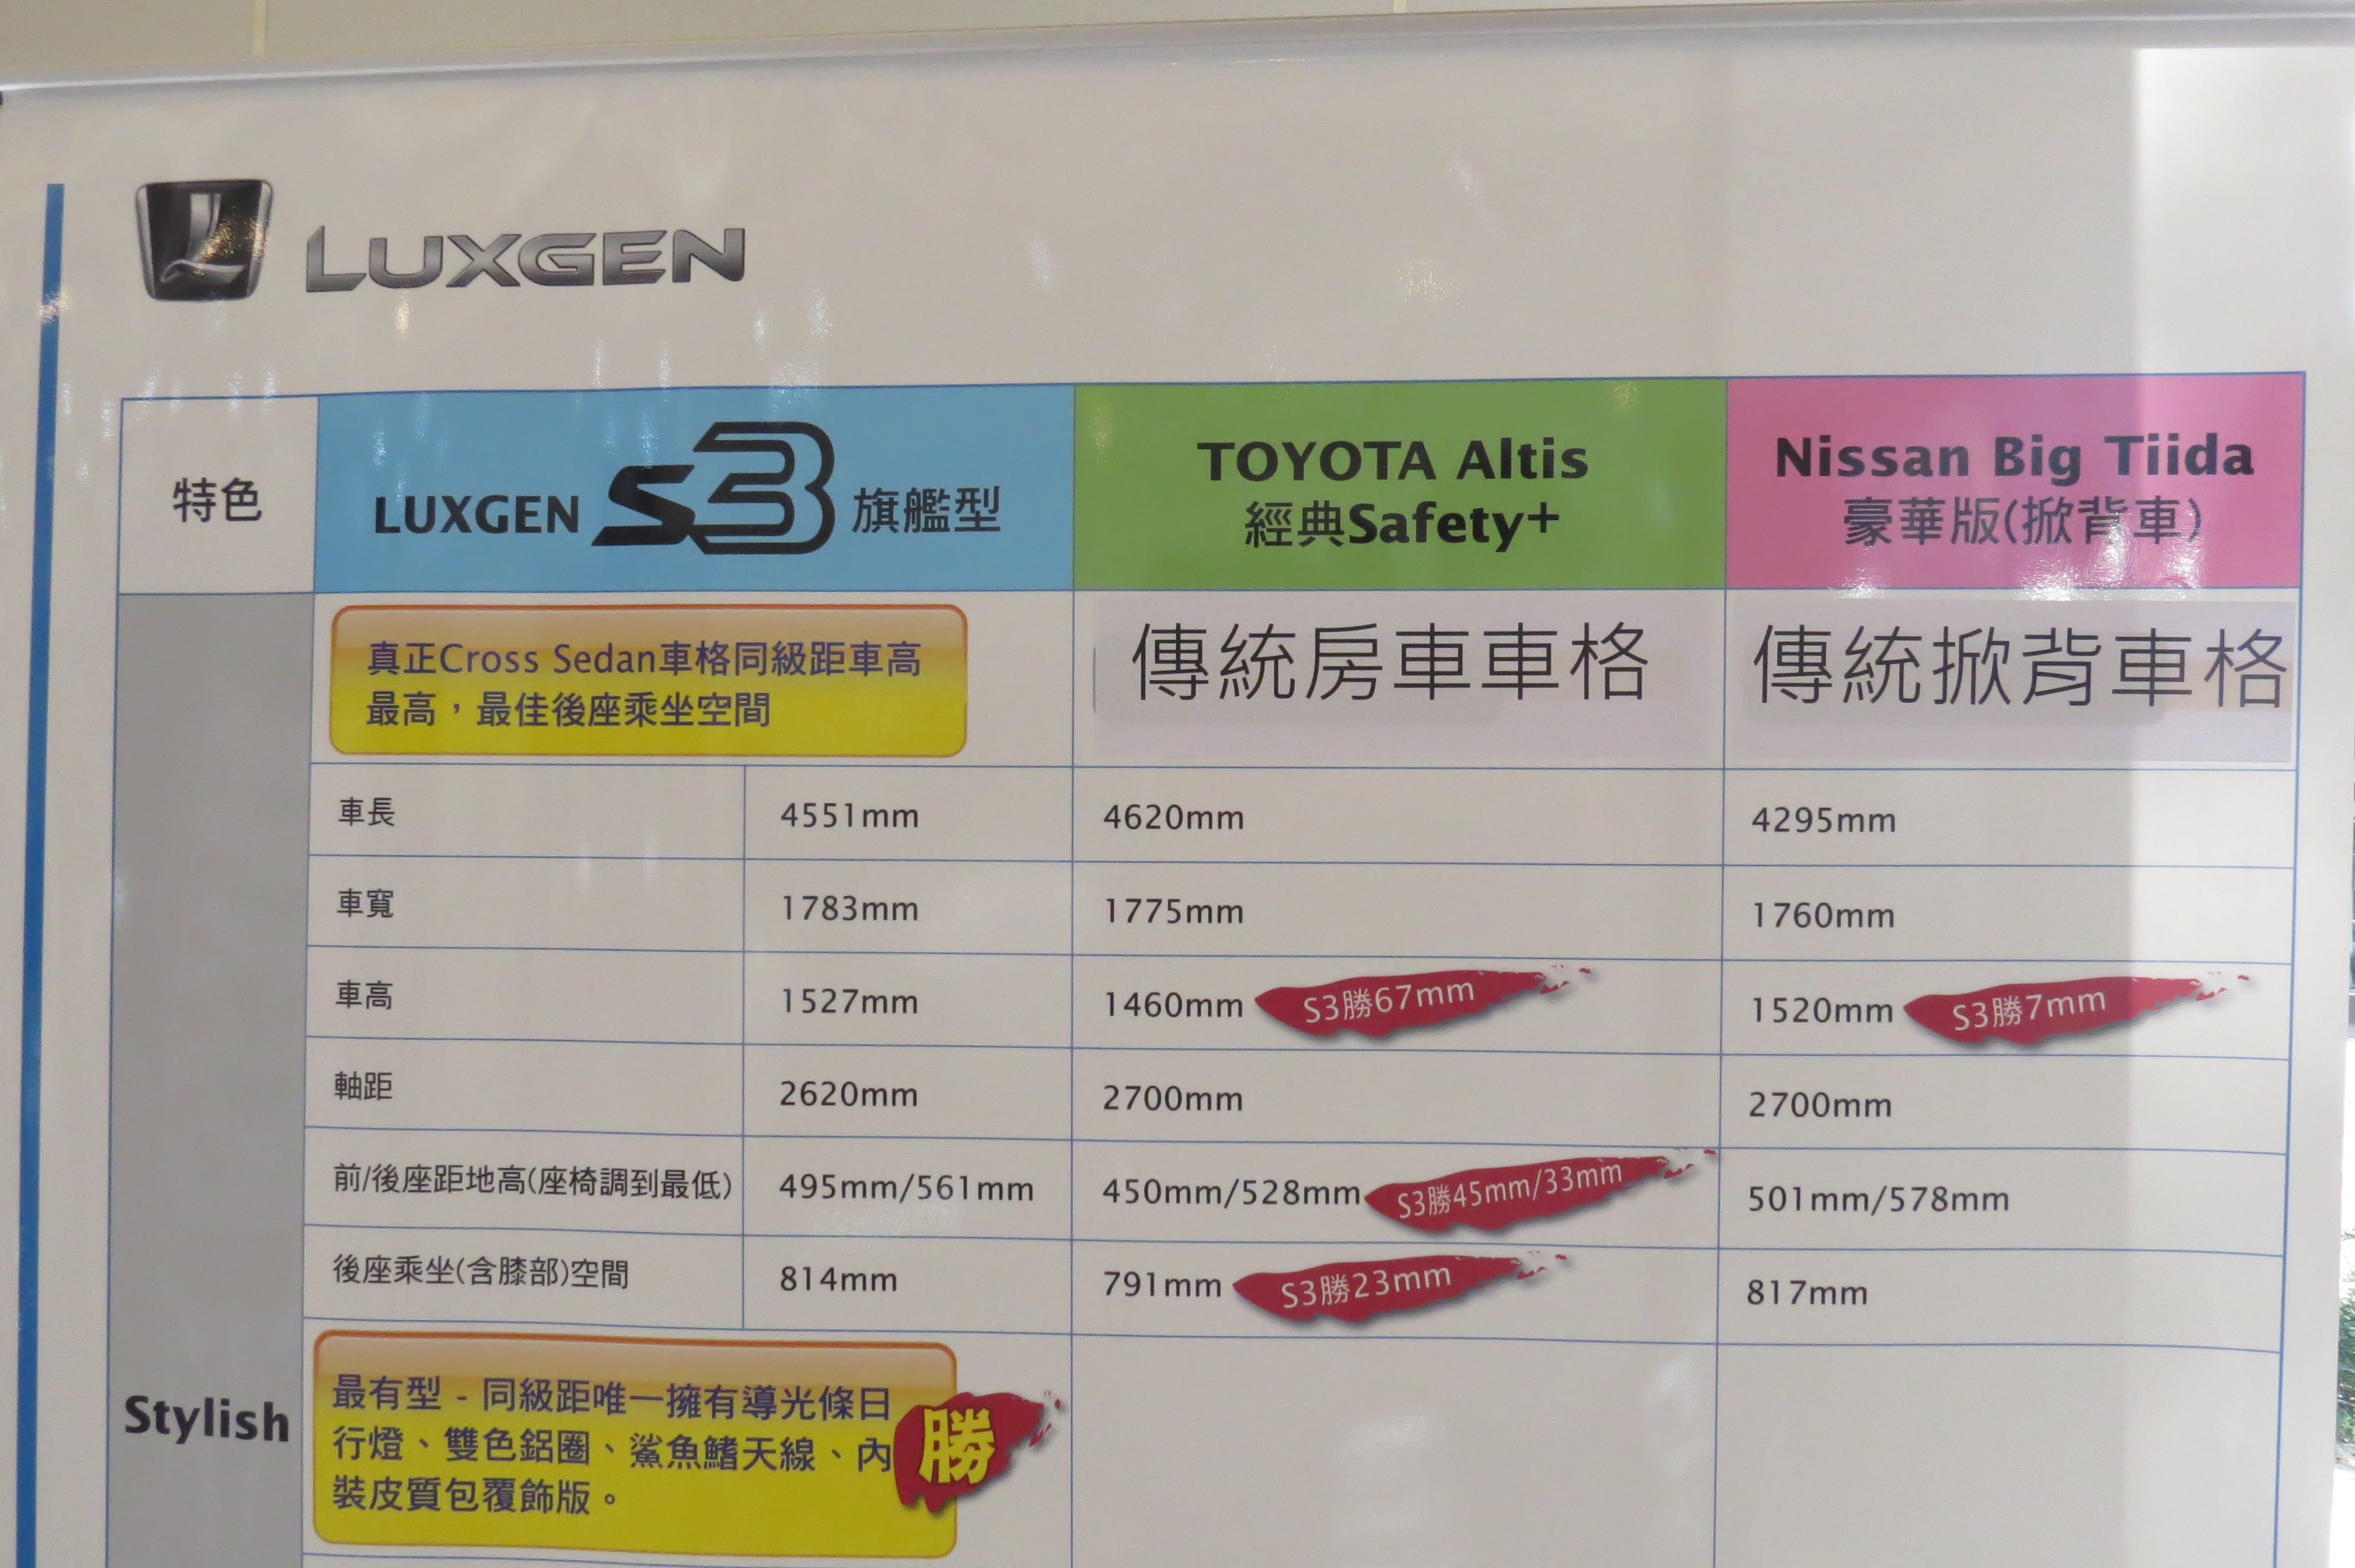 LUXGEN
特色
LUXGEN S3 旗艦型
TOYOTA Altis
經典Safety+
Nissan Big Tiida
豪華版(掀背車)
真正Cross Sedan車格同級距車高
最高，最佳後座乘坐空間
傳統房車車格
傳統掀背車格
車長 4551mm 4620mm 4295mm
車寬 1783mm 1775mm 1760mm
車高 1527mm 1460mm S3勝67mm 1520mm S3勝7mm
軸距 2620mm 2700mm 2700mm
前/後座距地高(座椅調到最低) 495mm/561mm 450mm/528mm S3勝45mm/33mm 501mm/578mm
後座乘坐(含膝部)空間 814mm 791mm S3勝23mm 817mm
Stylish
最有型 - 同級距唯一擁有導光條日
行燈、雙色鋁圈、鯊魚鰭天線、內
裝皮質包覆飾版。
勝